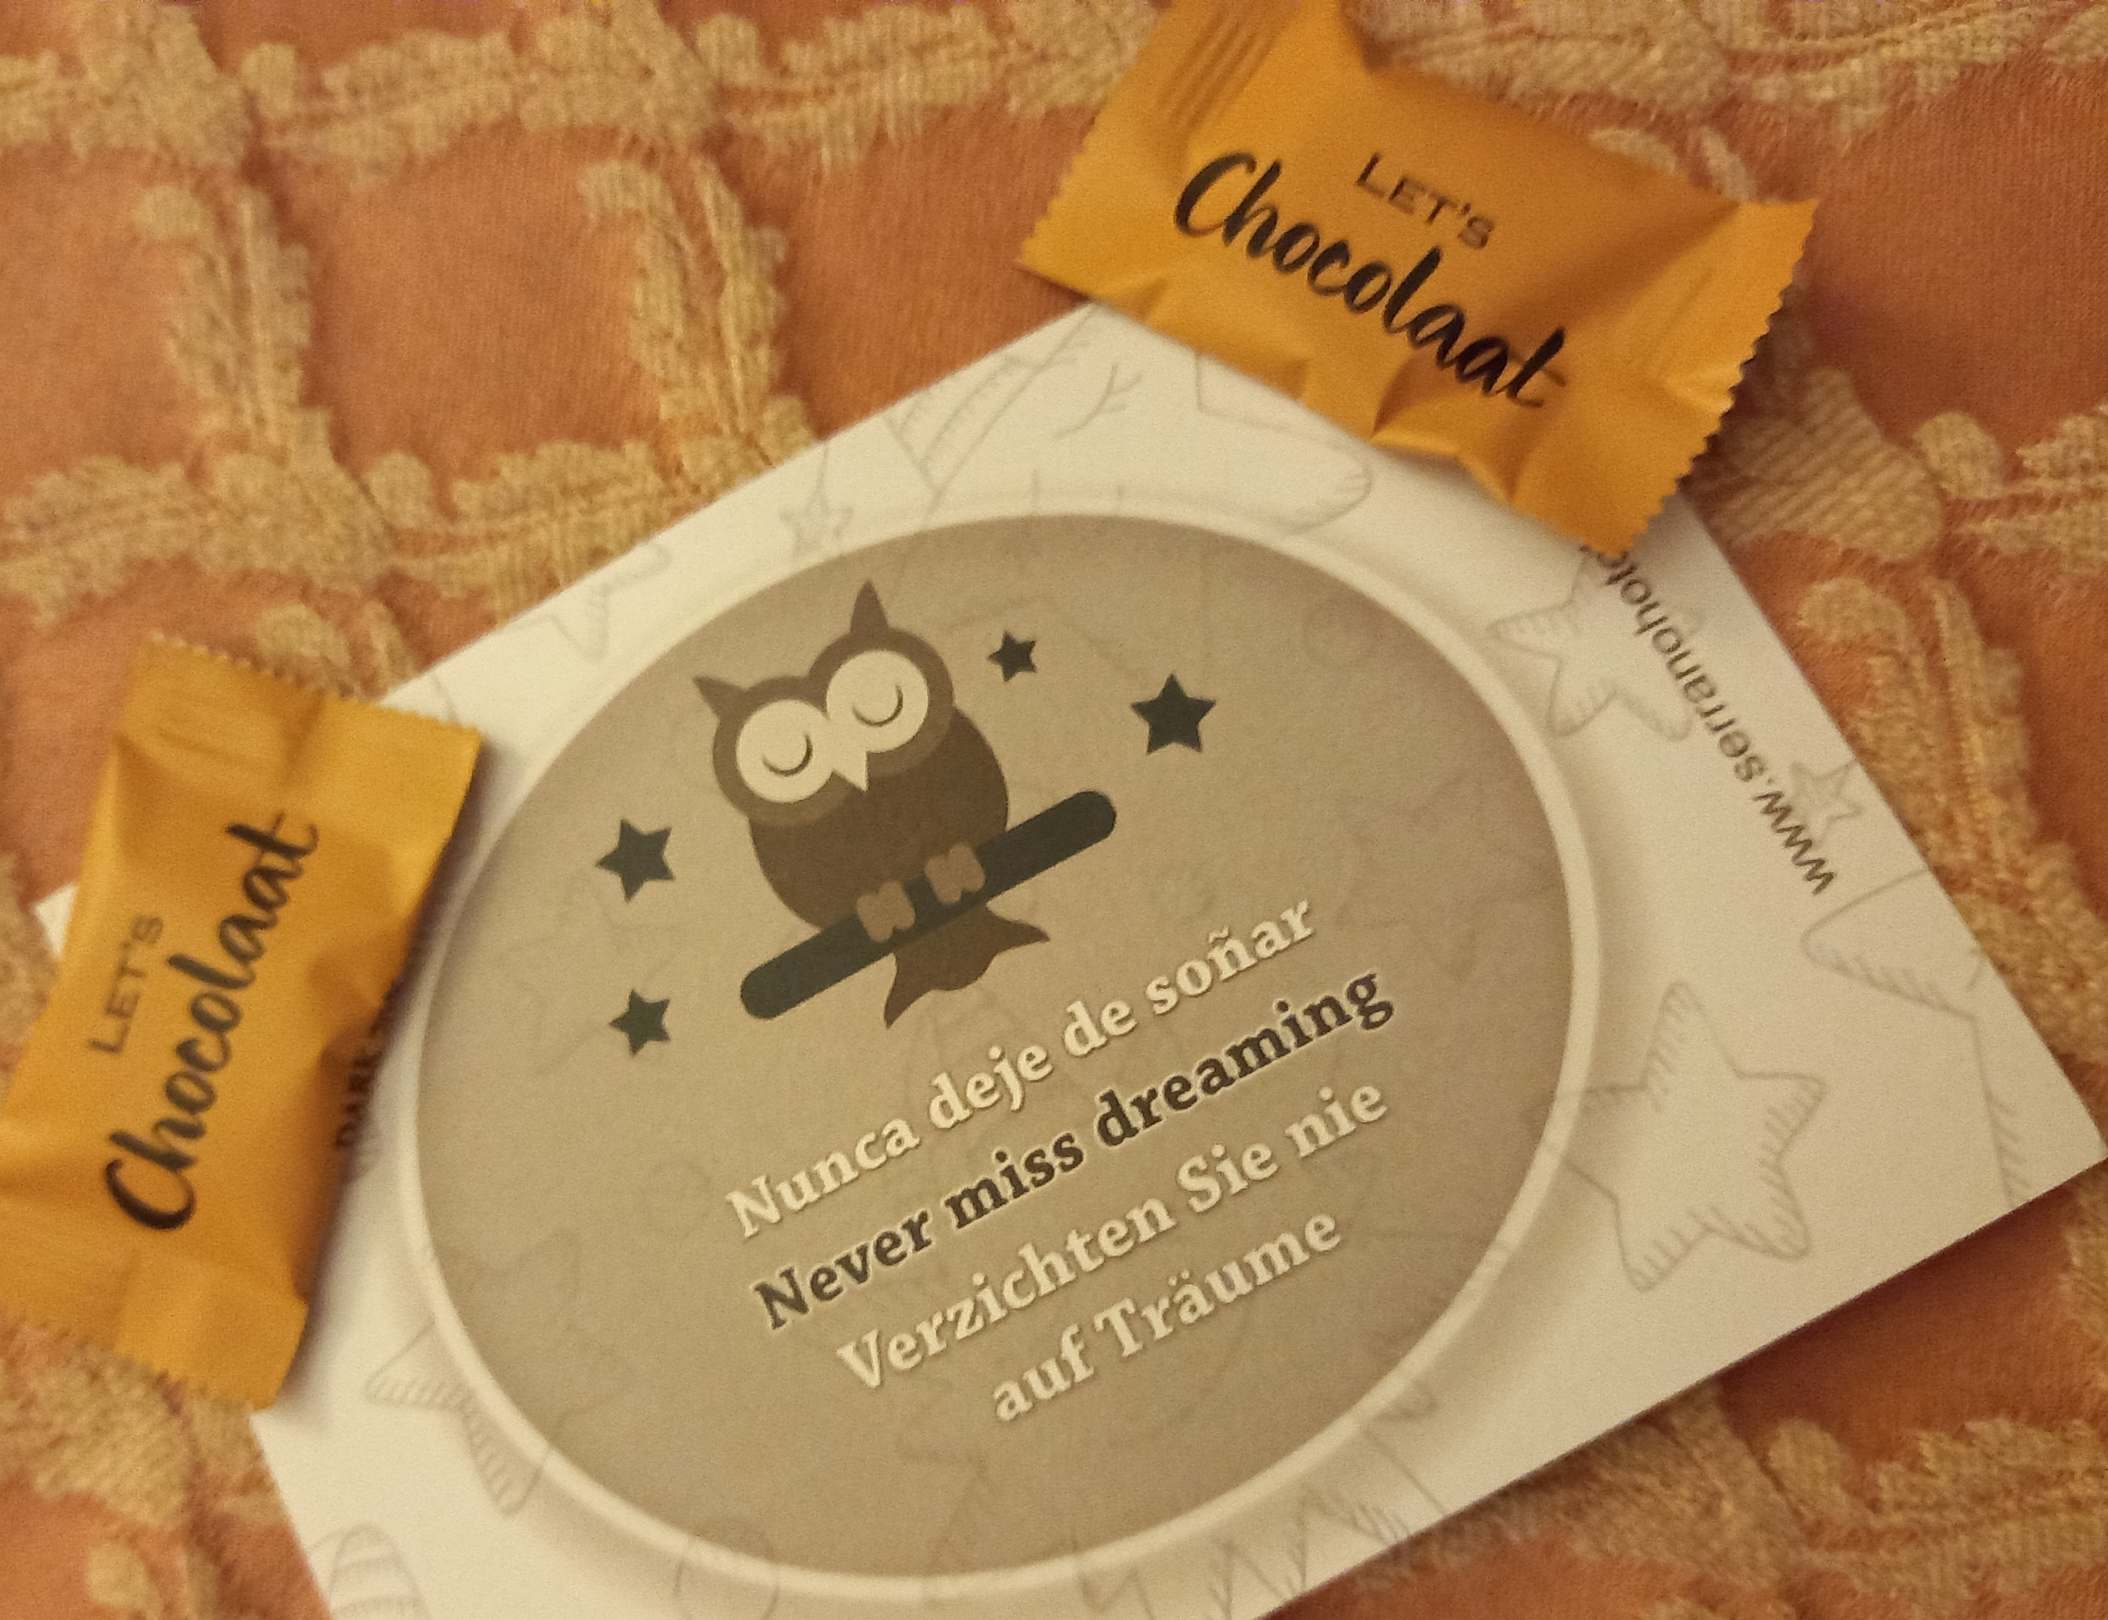 LET'S
Chocolaat
LET'S
Chocolaat
Nunca deje de soñar
Never miss dreaming
Verzichten Sie nie
auf Träume